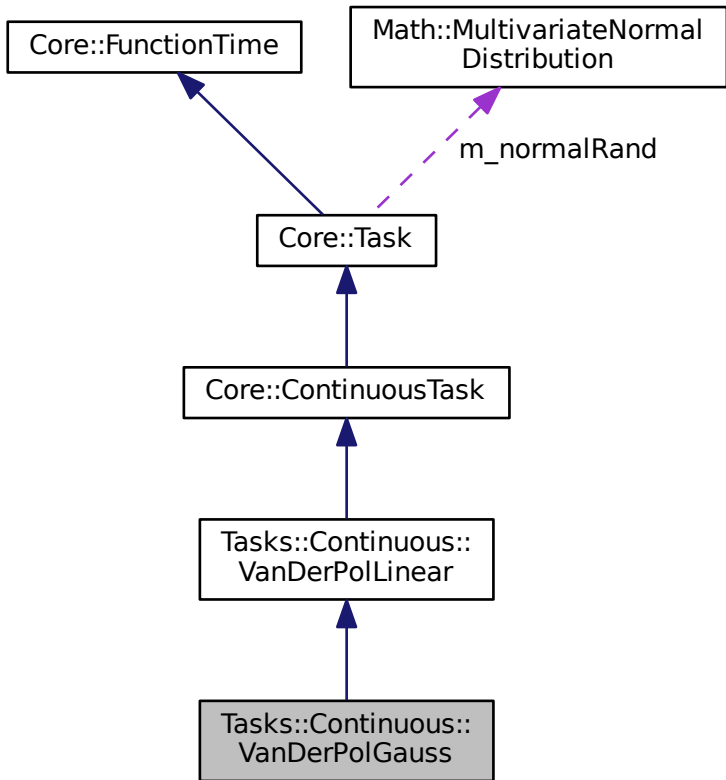 Core::FunctionTime
Math::MultivariateNormal
Distribution
m_normalRand
Core::Task
Core::ContinuousTask
Tasks::Continuous::
VanDerPolLinear
Tasks::Continuous::
VanDerPolGauss